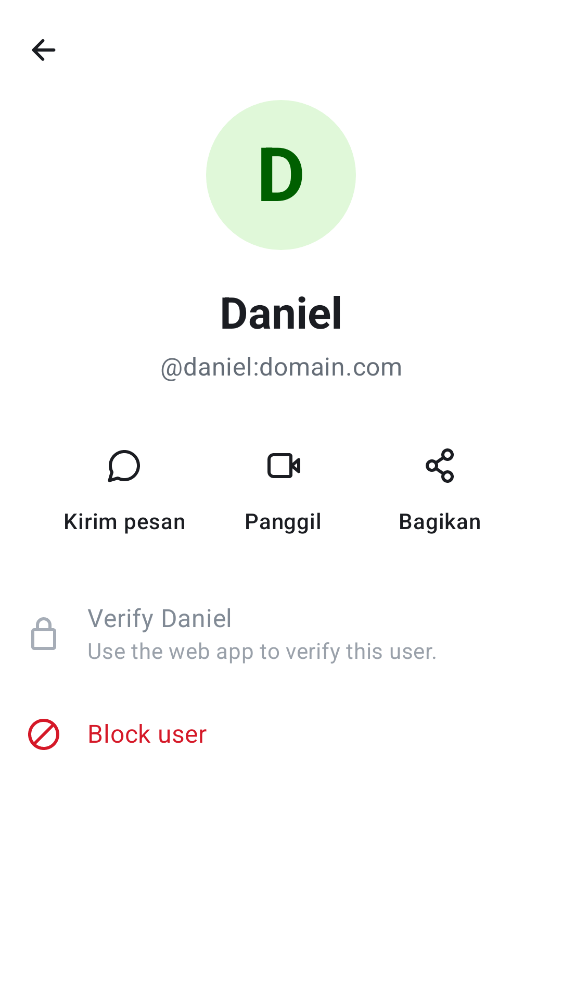 D
Daniel
@daniel:domain.com
Kirim pesan
Panggil
Bagikan
Verify Daniel
Use the web app to verify this user.
Block user